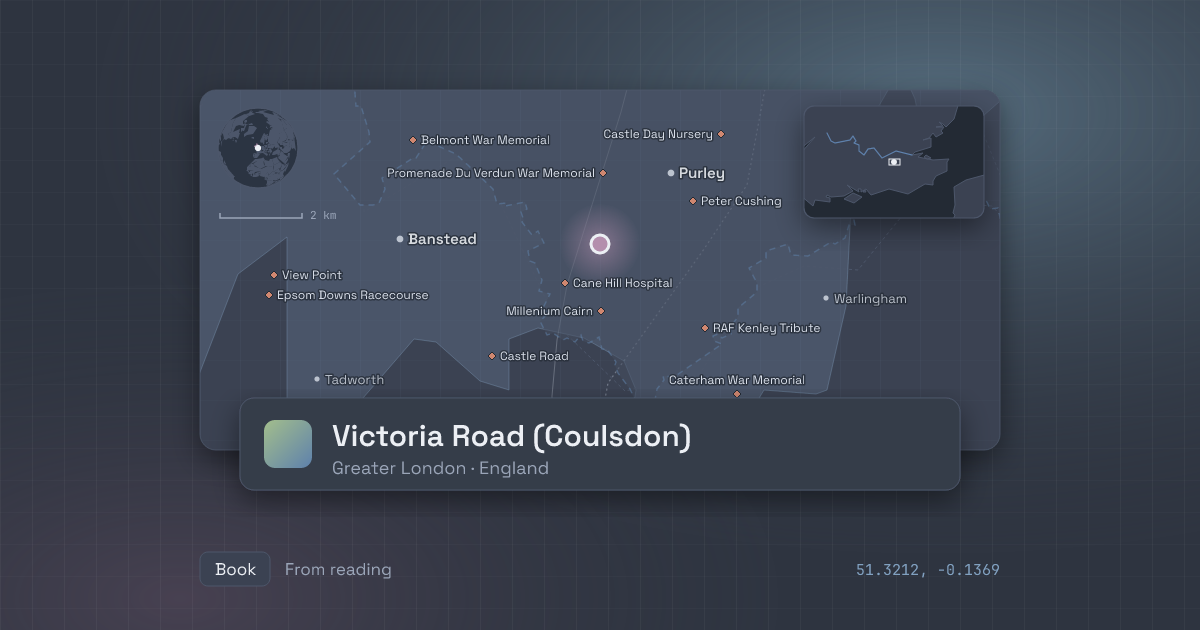 Belmont War Memorial
Castle Day Nursery
Promenade Du Verdun War Memorial
Purley
Peter Cushing
2 km
Banstead
View Point
Cane Hill Hospital
Epsom Downs Racecourse
Warlingham
Millenium Cairn
RAF Kenley Tribute
Castle Road
Tadworth
Caterham War Memorial
Victoria Road (Coulsdon)
Greater London · England
Book
From reading
51.3212, -0.1369